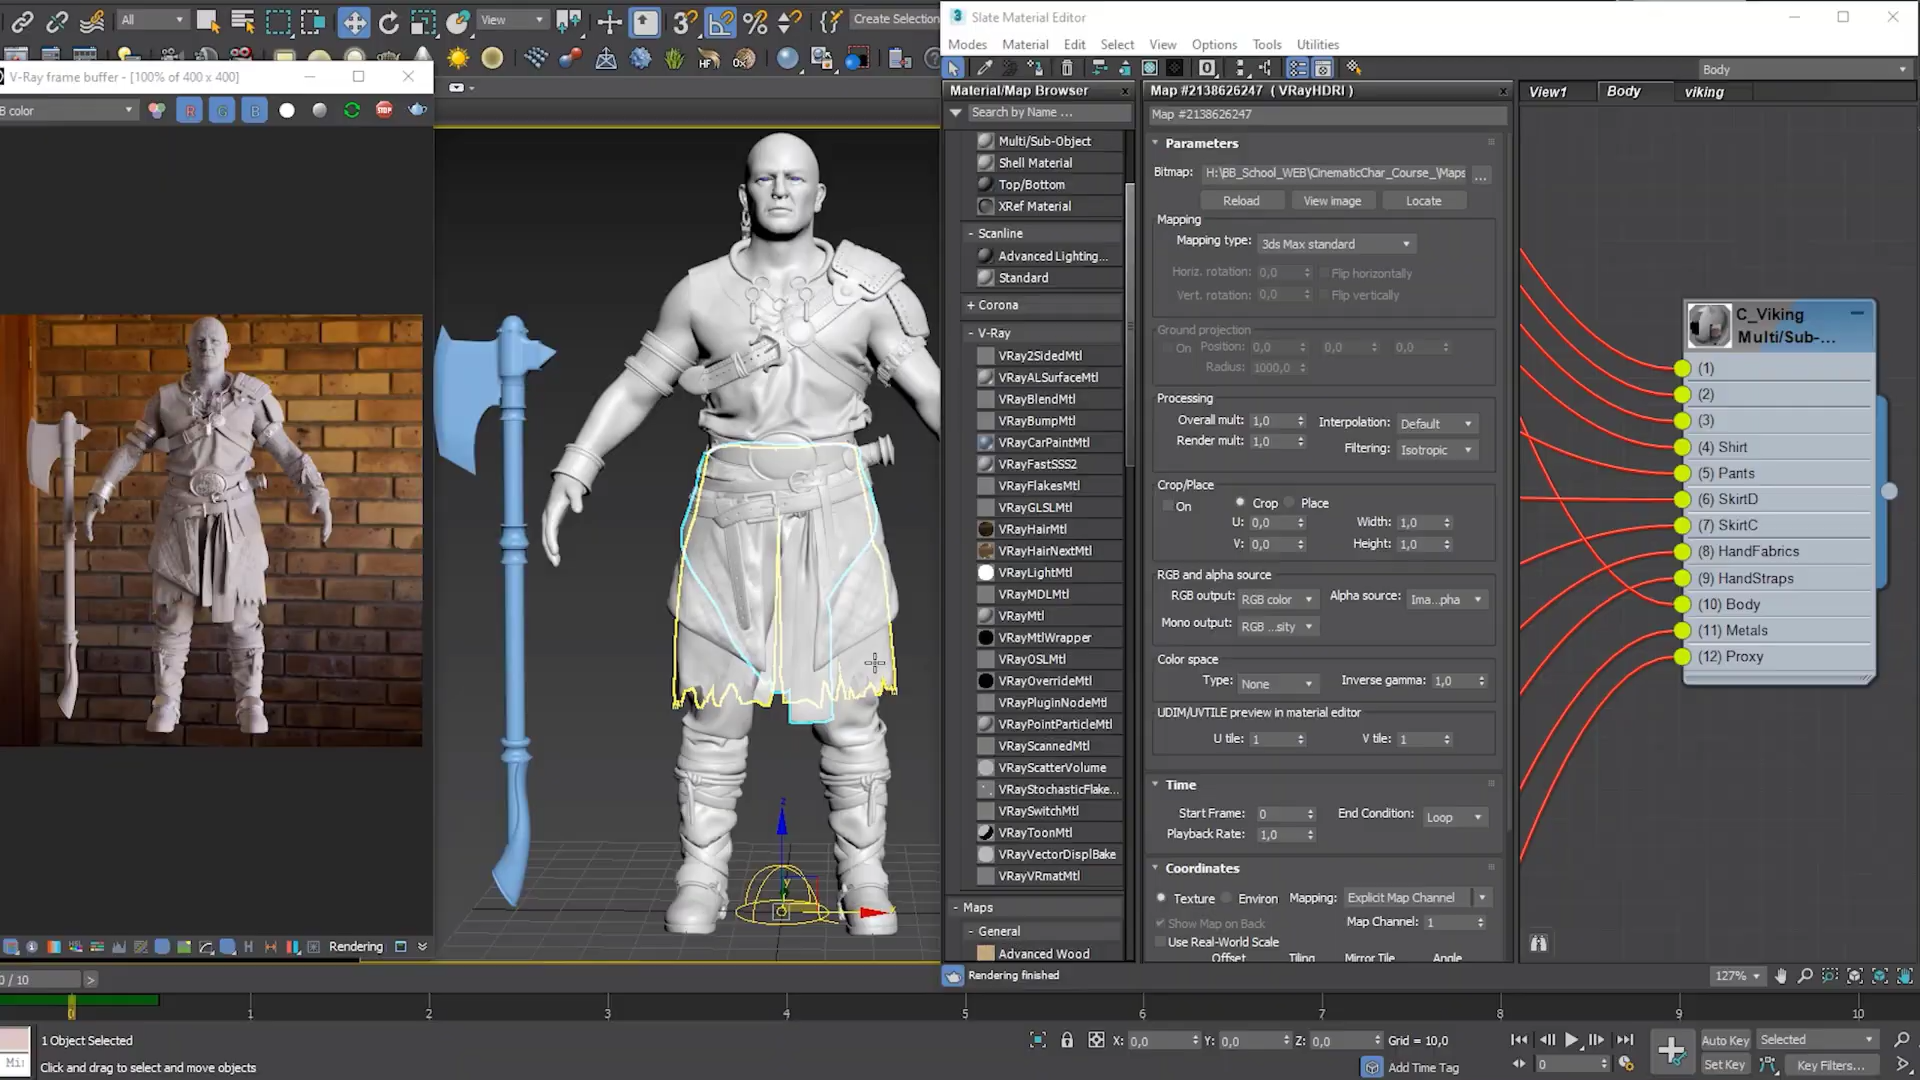 All
View
Create Selection
Slate Material Editor
Modes Material Edit Select View Options Tools Utilities
Body
V-Ray frame buffer - [100% of 400 x 400]
B color
R G B
STOP
Material/Map Browser
Search by Name ...
Multi/Sub-Object
Shell Material
Top/Bottom
XRef Material
- Scanline
Advanced Lighting...
Standard
+ Corona
- V-Ray
VRay2SidedMtl
VRayALSurfaceMtl
VRayBlendMtl
VRayBumpMtl
VRayCarPaintMtl
VRayFastSSS2
VRayFlakesMtl
VRayGLSLMtl
VRayHairMtl
VRayHairNextMtl
VRayLightMtl
VRayMDLMtl
VRayMtl
VRayMtlWrapper
VRayOSLMtl
VRayOverrideMtl
VRayPluginNodeMtl
VRayPointParticleMtl
VRayScannedMtl
VRayScatterVolume
VRayStochasticFlake...
VRaySwitchMtl
VRayToonMtl
VRayVectorDisplBake
VRayVRmatMtl
- Maps
- General
Advanced Wood
Map #2138626247 ( VRayHDRI )
Map #2138626247
Parameters
Bitmap: H:\BB_School_WEB\CinematicChar_Course_\Maps ...
Reload View image Locate
Mapping
Mapping type: 3ds Max standard
Horiz. rotation: 0,0 Flip horizontally
Vert. rotation: 0,0 Flip vertically
Ground projection
On Position: 0,0 0,0 0,0
Radius: 1000,0
Processing
Overall mult: 1,0 Interpolation: Default
Render mult: 1,0 Filtering: Isotropic
Crop/Place
On Crop Place
U: 0,0 Width: 1,0
V: 0,0 Height: 1,0
RGB and alpha source
RGB output: RGB color Alpha source: Ima...pha
Mono output: RGB ...sity
Color space
Type: None Inverse gamma: 1,0
UDIM/UVTILE preview in material editor
U tile: 1 V tile: 1
Time
Start Frame: 0 End Condition: Loop
Playback Rate: 1,0
Coordinates
Texture Environ Mapping: Explicit Map Channel
Show Map on Back Map Channel: 1
Use Real-World Scale
Offset Tiling Mirror Tile Angle
View1 Body viking
C_Viking
Multi/Sub-...
(1)
(2)
(3)
(4) Shirt
(5) Pants
(6) SkirtD
(7) SkirtC
(8) HandFabrics
(9) HandStraps
(10) Body
(11) Metals
(12) Proxy
127%
Rendering
Rendering finished
z
y
0 / 10 >
0 1 2 3 4 5 6 7 8 9 10
1 Object Selected
Click and drag to select and move objects
Mi:
X: 0,0 Y: 0,0 Z: 0,0 Grid = 10,0
Add Time Tag
0
Auto Key Selected
Set Key Key Filters...